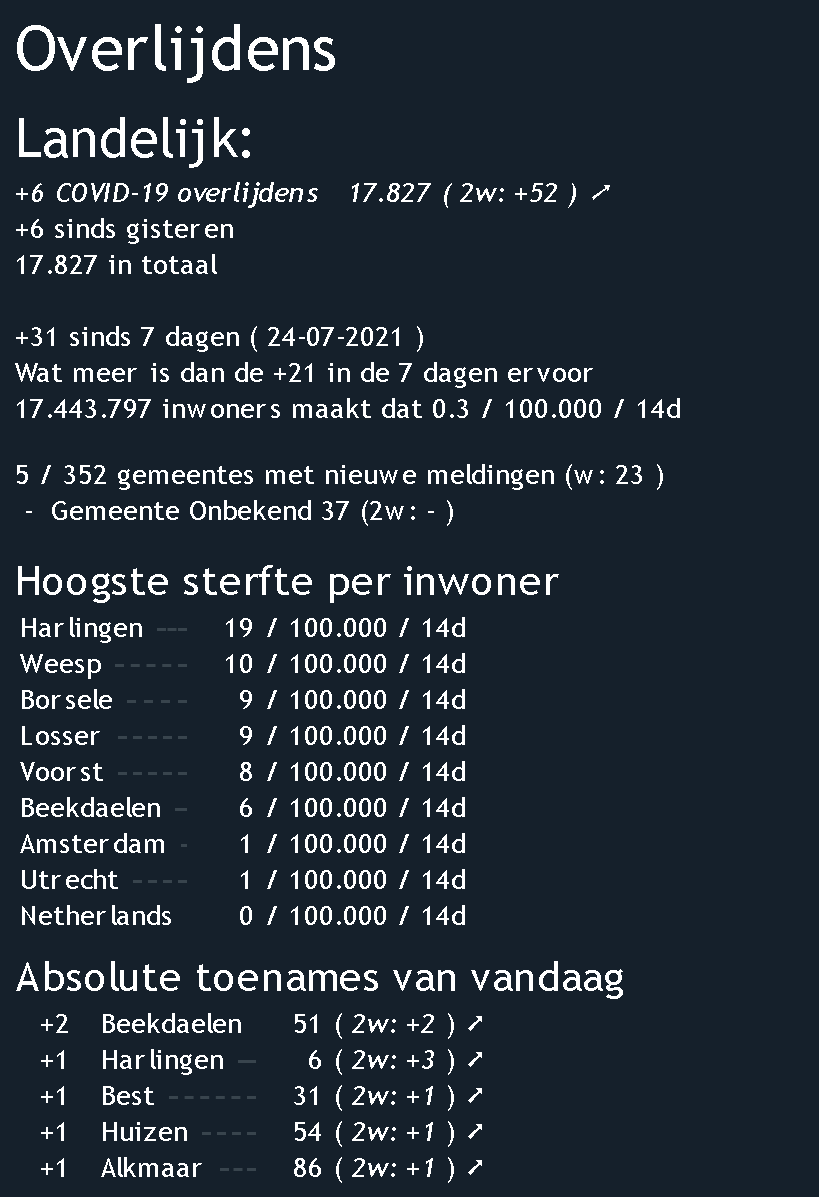 Overlijdens
Landelijk:
+6 COVID-19 overlijdens 17.827 ( 2w: +52 ) ↗
+6 sinds gisteren
17.827 in totaal
+31 sinds 7 dagen ( 24-07-2021 )
Wat meer is dan de +21 in de 7 dagen ervoor
17.443.797 inwoners maakt dat 0.3 / 100.000 / 14d
5 / 352 gemeentes met nieuwe meldingen (w: 23 )
- Gemeente Onbekend 37 (2w: - )
Hoogste sterfte per inwoner
Harlingen --- 19 / 100.000 / 14d
Weesp ----- 10 / 100.000 / 14d
Borsele ---- 9 / 100.000 / 14d
Losser ----- 9 / 100.000 / 14d
Voorst ----- 8 / 100.000 / 14d
Beekdaelen - 6 / 100.000 / 14d
Amsterdam - 1 / 100.000 / 14d
Utrecht ---- 1 / 100.000 / 14d
Netherlands 0 / 100.000 / 14d
Absolute toenames van vandaag
+2 Beekdaelen 51 ( 2w: +2 ) ↗
+1 Harlingen -- 6 ( 2w: +3 ) ↗
+1 Best ------ 31 ( 2w: +1 ) ↗
+1 Huizen ---- 54 ( 2w: +1 ) ↗
+1 Alkmaar --- 86 ( 2w: +1 ) ↗